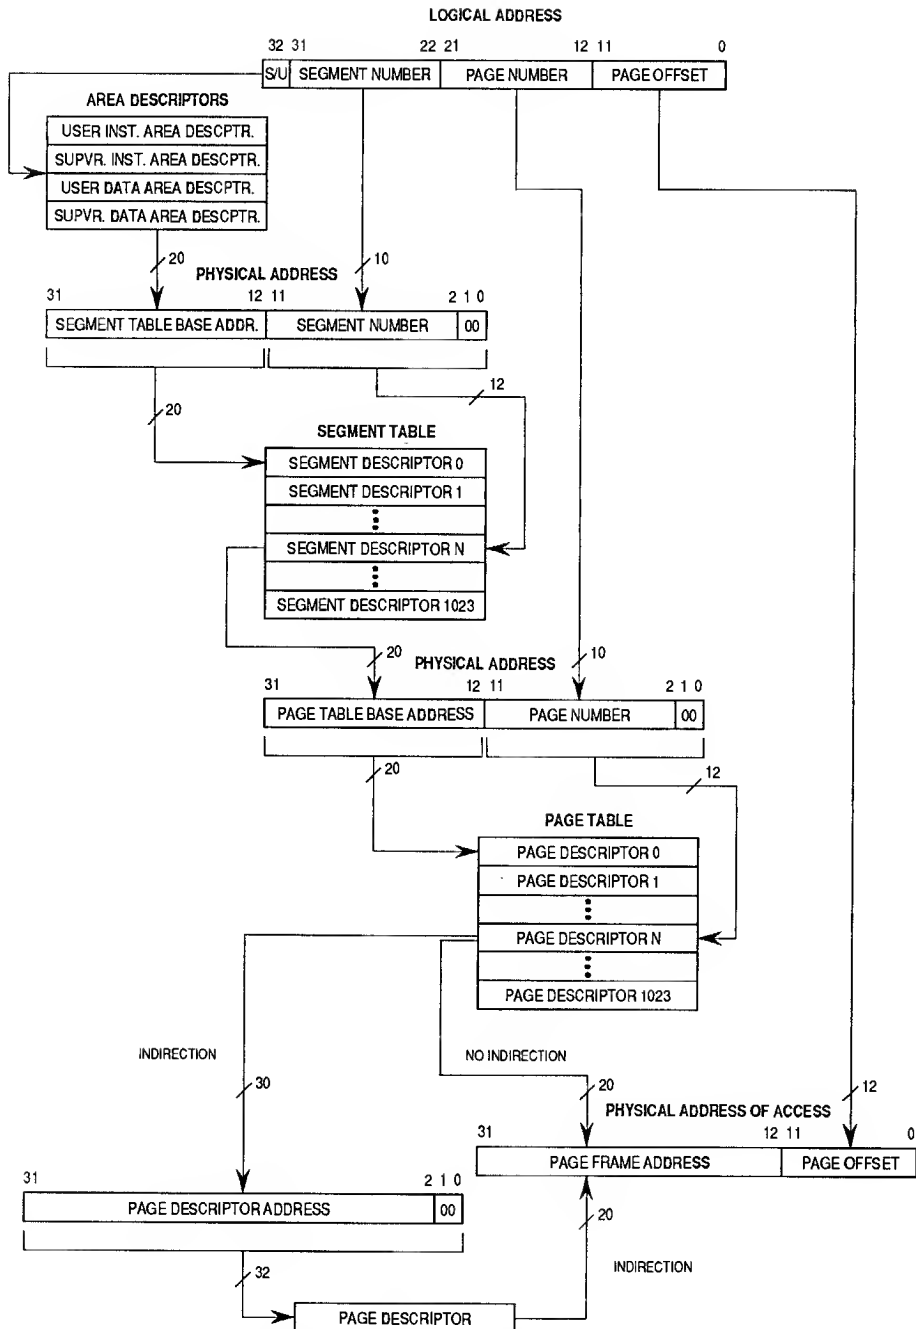 LOGICAL ADDRESS
32 31 22 21 12 11 0
S/U SEGMENT NUMBER PAGE NUMBER PAGE OFFSET
AREA DESCRIPTORS
USER INST. AREA DESCPTR.
SUPVR. INST. AREA DESCPTR.
USER DATA AREA DESCPTR.
SUPVR. DATA AREA DESCPTR.
20 10
PHYSICAL ADDRESS
31 12 11 2 1 0
SEGMENT TABLE BASE ADDR. SEGMENT NUMBER 00
12
20
SEGMENT TABLE
SEGMENT DESCRIPTOR 0
SEGMENT DESCRIPTOR 1
SEGMENT DESCRIPTOR N
SEGMENT DESCRIPTOR 1023
20 10
PHYSICAL ADDRESS
31 12 11 2 1 0
PAGE TABLE BASE ADDRESS PAGE NUMBER 00
20 12
PAGE TABLE
PAGE DESCRIPTOR 0
PAGE DESCRIPTOR 1
PAGE DESCRIPTOR N
PAGE DESCRIPTOR 1023
INDIRECTION NO INDIRECTION
30 20 12
PHYSICAL ADDRESS OF ACCESS
31 12 11 0
PAGE FRAME ADDRESS PAGE OFFSET
31 2 1 0
PAGE DESCRIPTOR ADDRESS 00
20
32 INDIRECTION
PAGE DESCRIPTOR